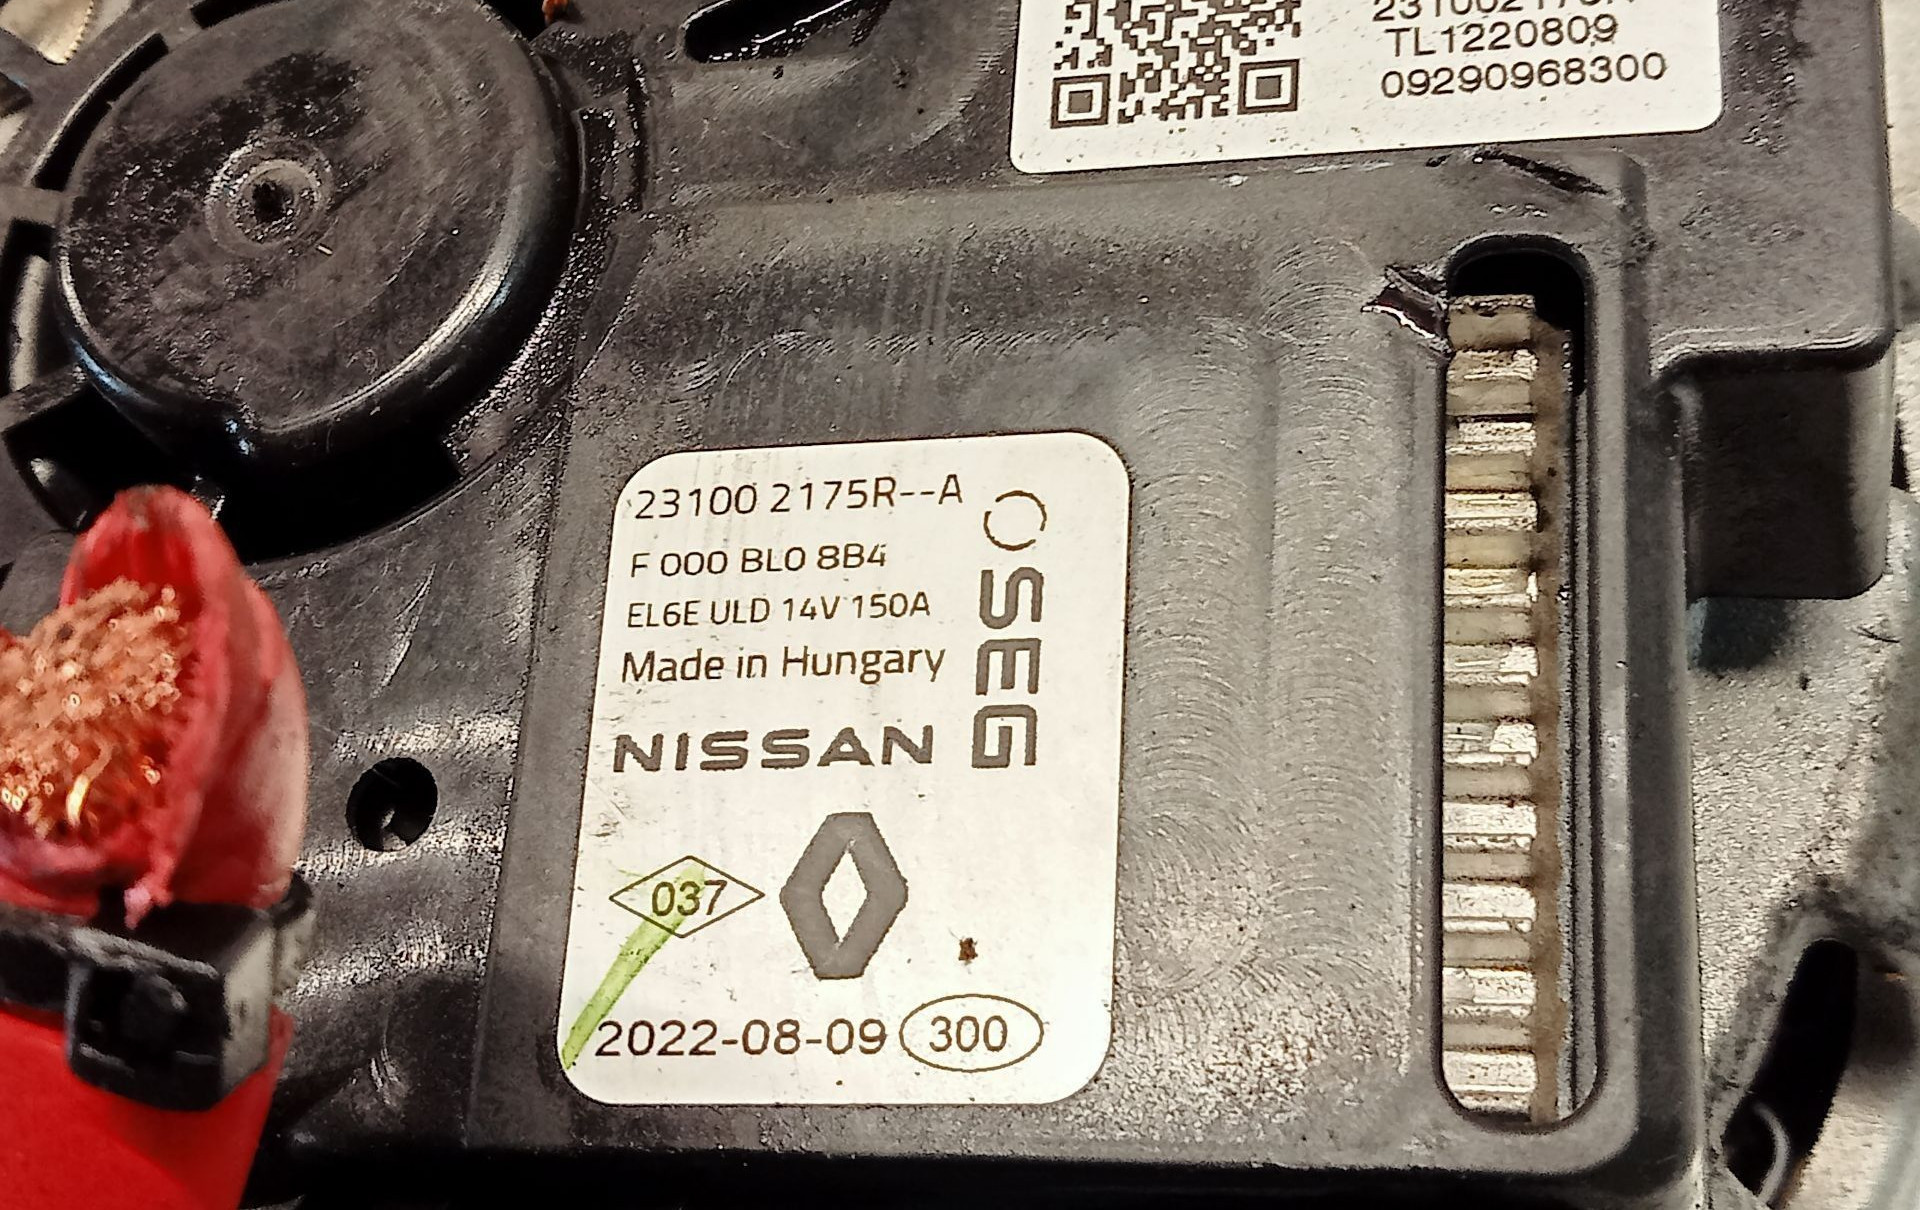 TL1220809
09290968300
23100 2175R--A
F 000 BL0 8B4
EL6E ULD 14V 150A
Made in Hungary
SEG
NISSAN
037
2022-08-09 300